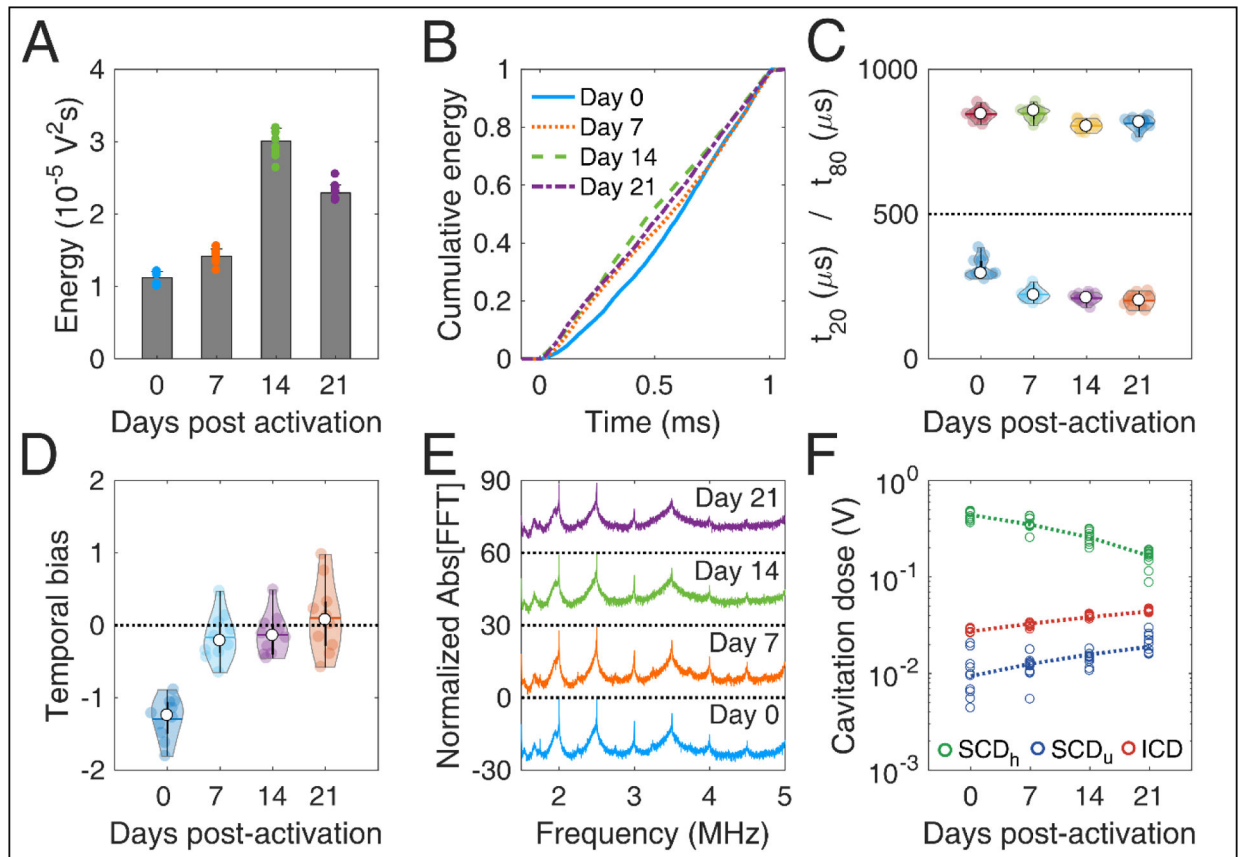 A
Energy (10⁻⁵ V²s)
4
3
2
1
0
0 7 14 21
Days post activation
B
Cumulative energy
1
0.8
0.6
0.4
0.2
0
Day 0
Day 7
Day 14
Day 21
0 0.5 1
Time (ms)
C
t₂₀ (μs) / t₈₀ (μs)
1000
500
0
0 7 14 21
Days post-activation
D
Temporal bias
2
1
0
-1
-2
0 7 14 21
Days post-activation
E
Normalized Abs[FFT]
90
60
30
0
-30
Day 21
Day 14
Day 7
Day 0
2 3 4 5
Frequency (MHz)
F
Cavitation dose (V)
10⁰
10⁻¹
10⁻²
10⁻³
SCDₕ SCDᵤ ICD
0 7 14 21
Days post-activation